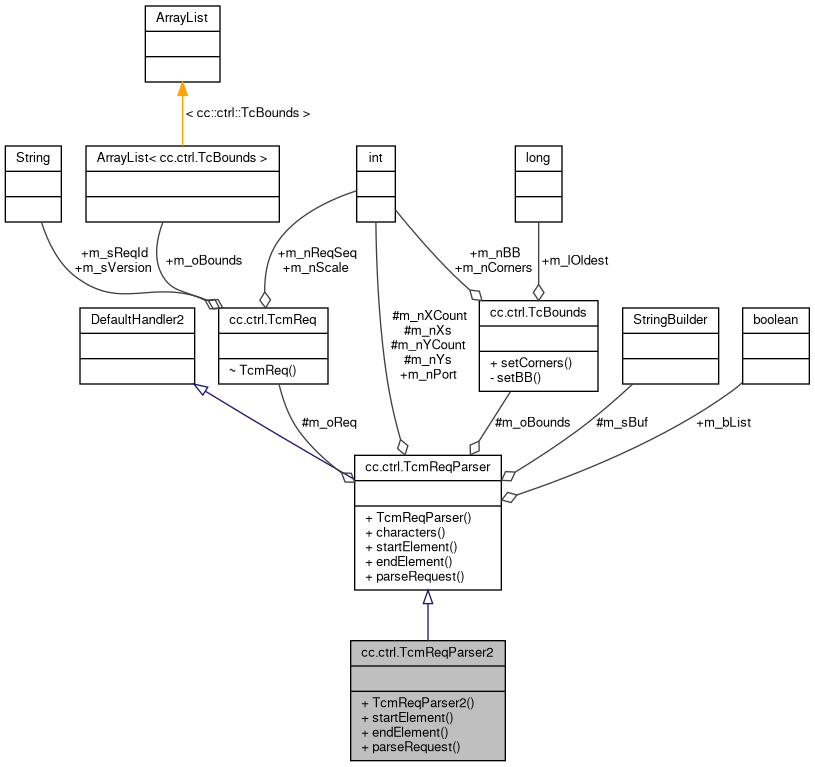 ArrayList
< cc::ctrl::TcBounds >
String
ArrayList< cc.ctrl.TcBounds >
int
long
+m_sReqId
+m_sVersion
+m_oBounds
+m_nReqSeq
+m_nScale
+m_nBB
+m_nCorners
+m_lOldest
DefaultHandler2
cc.ctrl.TcmReq
~ TcmReq()
#m_nXCount
#m_nXs
#m_nYCount
#m_nYs
+m_nPort
cc.ctrl.TcBounds
+ setCorners()
- setBB()
StringBuilder
boolean
#m_oReq
#m_oBounds
#m_sBuf
+m_bList
cc.ctrl.TcmReqParser
+ TcmReqParser()
+ characters()
+ startElement()
+ endElement()
+ parseRequest()
cc.ctrl.TcmReqParser2
+ TcmReqParser2()
+ startElement()
+ endElement()
+ parseRequest()